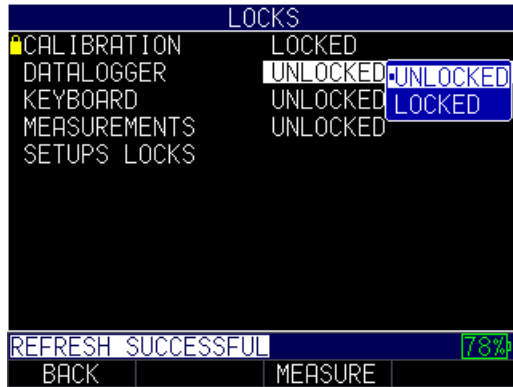 LOCKS
CALIBRATION LOCKED
DATALOGGER UNLOCKED UNLOCKED
KEYBOARD UNLOCKED LOCKED
MEASUREMENTS UNLOCKED
SETUPS LOCKS
REFRESH SUCCESSFUL 78%
BACK MEASURE